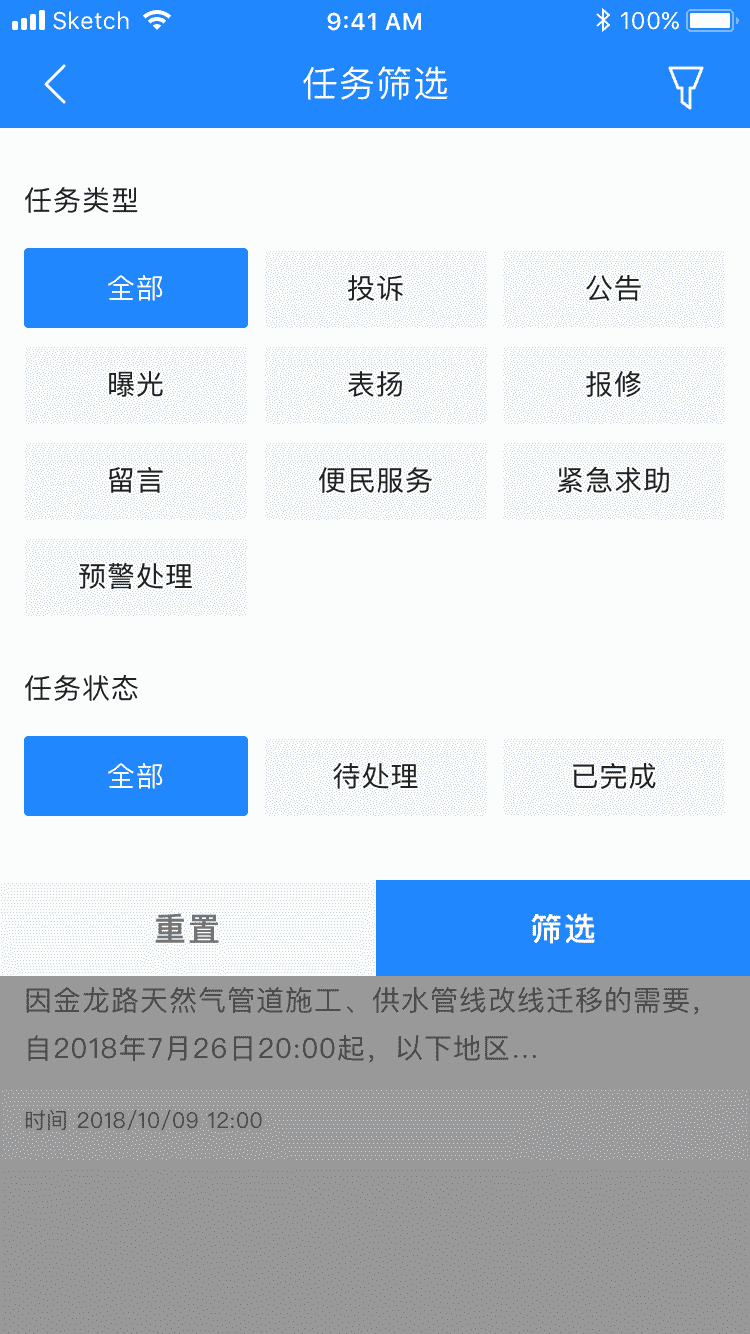 Sketch 9:41 AM 100%
任务筛选
任务类型
全部 投诉 公告
曝光 表扬 报修
留言 便民服务 紧急求助
预警处理
任务状态
全部 待处理 已完成
重置 筛选
因金龙路天然气管道施工、供水管线改线迁移的需要，
自2018年7月26日20:00起，以下地区...
时间 2018/10/09 12:00